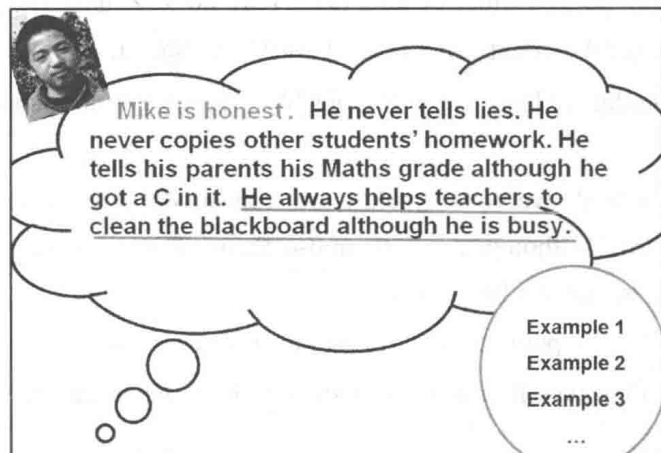 Mike is honest. He never tells lies. He
never copies other students' homework. He
tells his parents his Maths grade although he
got a C in it. He always helps teachers to
clean the blackboard although he is busy.
Example 1
Example 2
Example 3
...